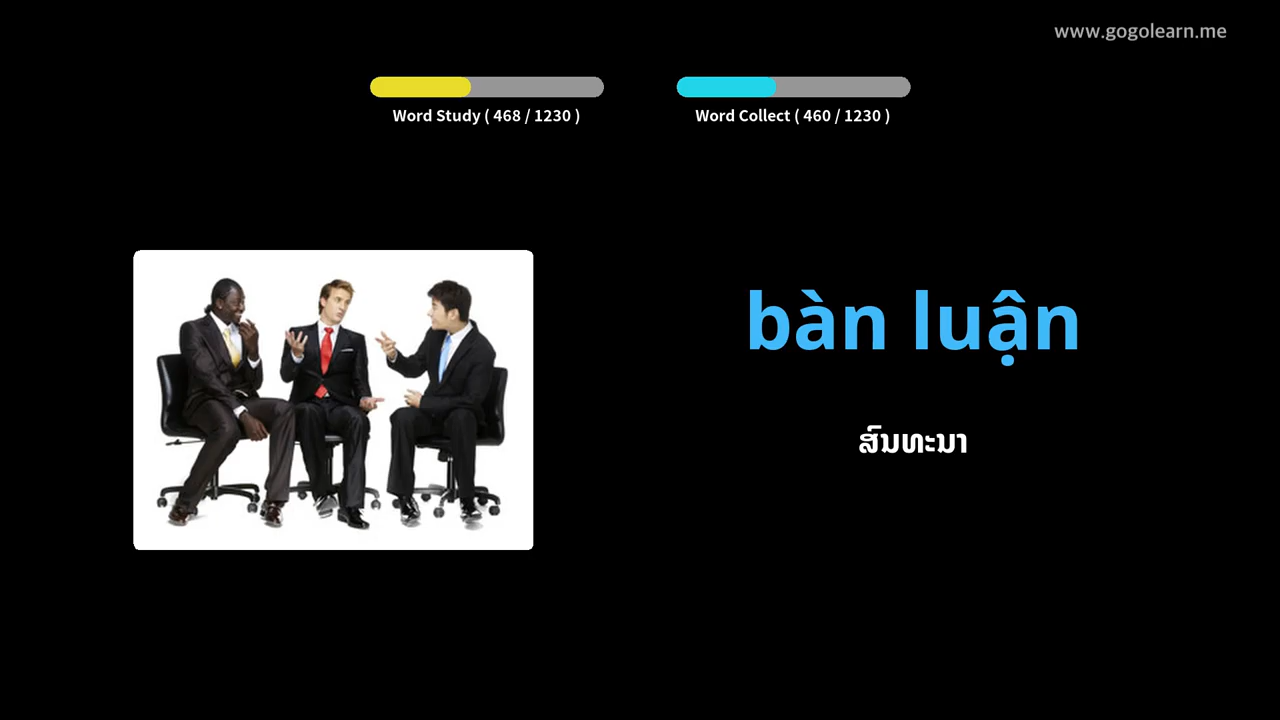 www.gogolearn.me
Word Study ( 468 / 1230 )
Word Collect ( 460 / 1230 )
bàn luận
ສົນທະນາ